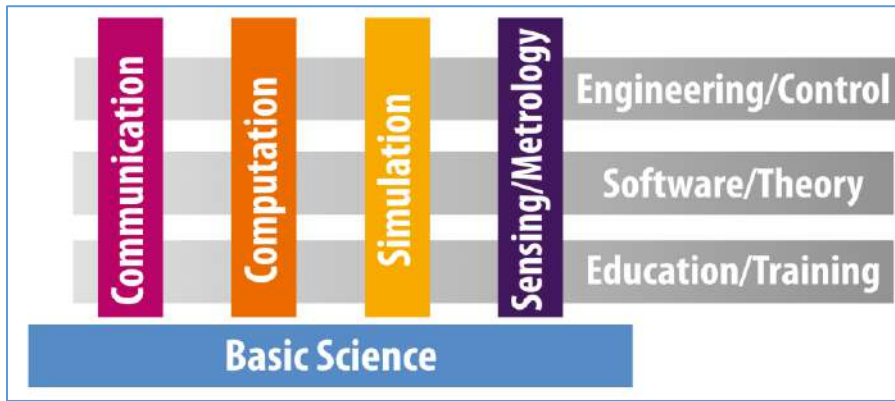 Communication
Computation
Simulation
Sensing/Metrology
Engineering/Control
Software/Theory
Education/Training
Basic Science